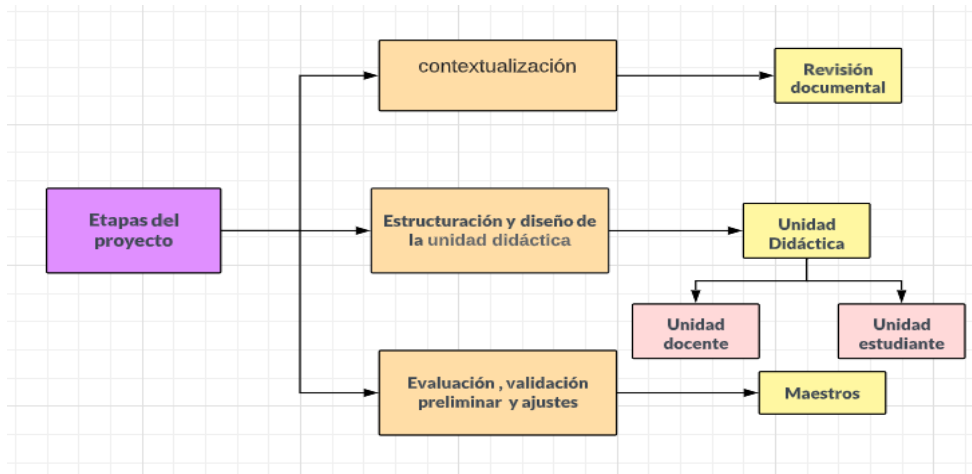 contextualización
Revisión
documental
Etapas del
proyecto
Estructuración y diseño de
la unidad didáctica
Unidad
Didáctica
Unidad
docente
Unidad
estudiante
Evaluación , validación
preliminar y ajustes
Maestros